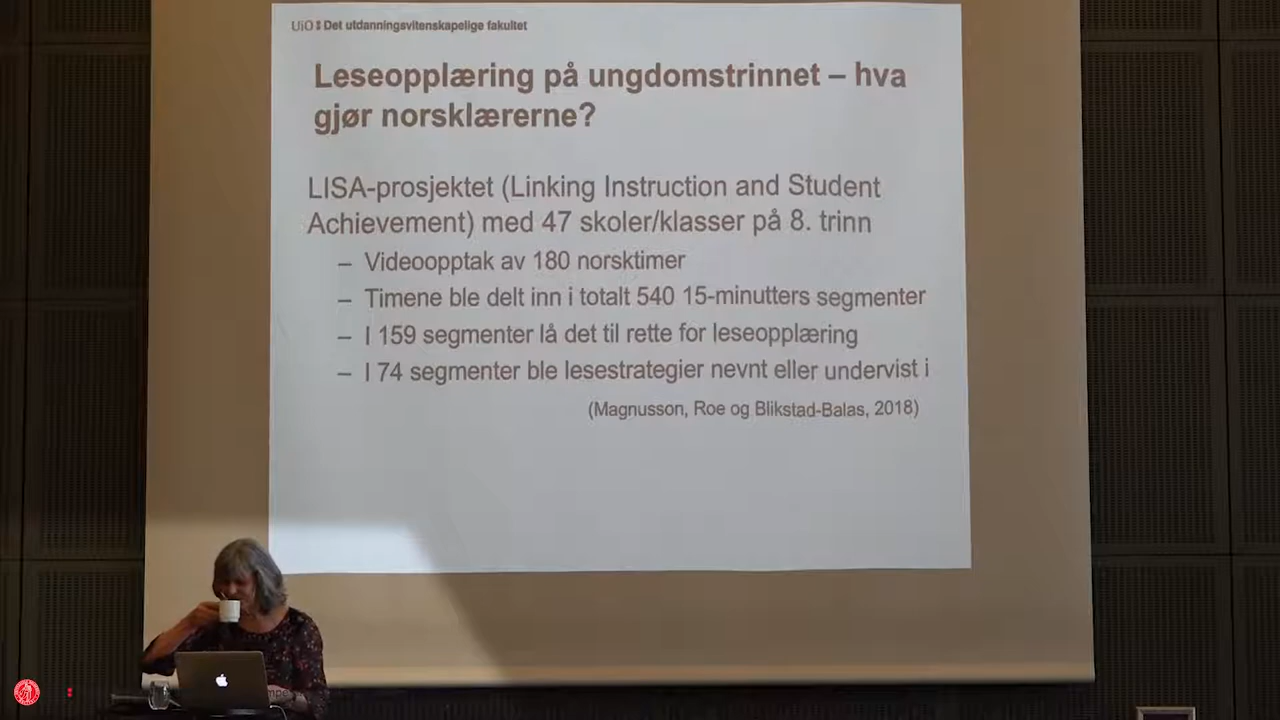 UiO : Det utdanningsvitenskapelige fakultet
Leseopplæring på ungdomstrinnet – hva
gjør norsklærerne?
LISA-prosjektet (Linking Instruction and Student
Achievement) med 47 skoler/klasser på 8. trinn
– Videoopptak av 180 norsktimer
– Timene ble delt inn i totalt 540 15-minutters segmenter
– I 159 segmenter lå det til rette for leseopplæring
– I 74 segmenter ble lesestrategier nevnt eller undervist i
(Magnusson, Roe og Blikstad-Balas, 2018)